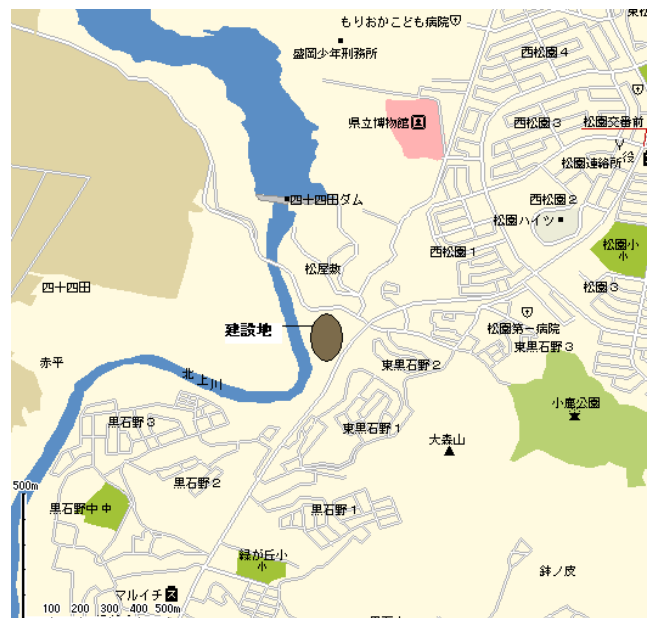 もりおかこども病院
盛岡少年刑務所
西松園4
県立博物館
西松園3
松園交番前
松園連絡所
役
西松園2
松園ハイツ
四十四田ダム
西松園1
松園小
小
松屋敷
四十四田
松園3
建設地
松園第一病院
東黒石野3
赤平
北上川
東黒石野2
小鹿公園
黒石野3
東黒石野1
大森山
500m
黒石野2
黒石野中 中
黒石野1
緑が丘小
小
鉢ノ皮
マルイチ
ス
100 200 300 400 500m